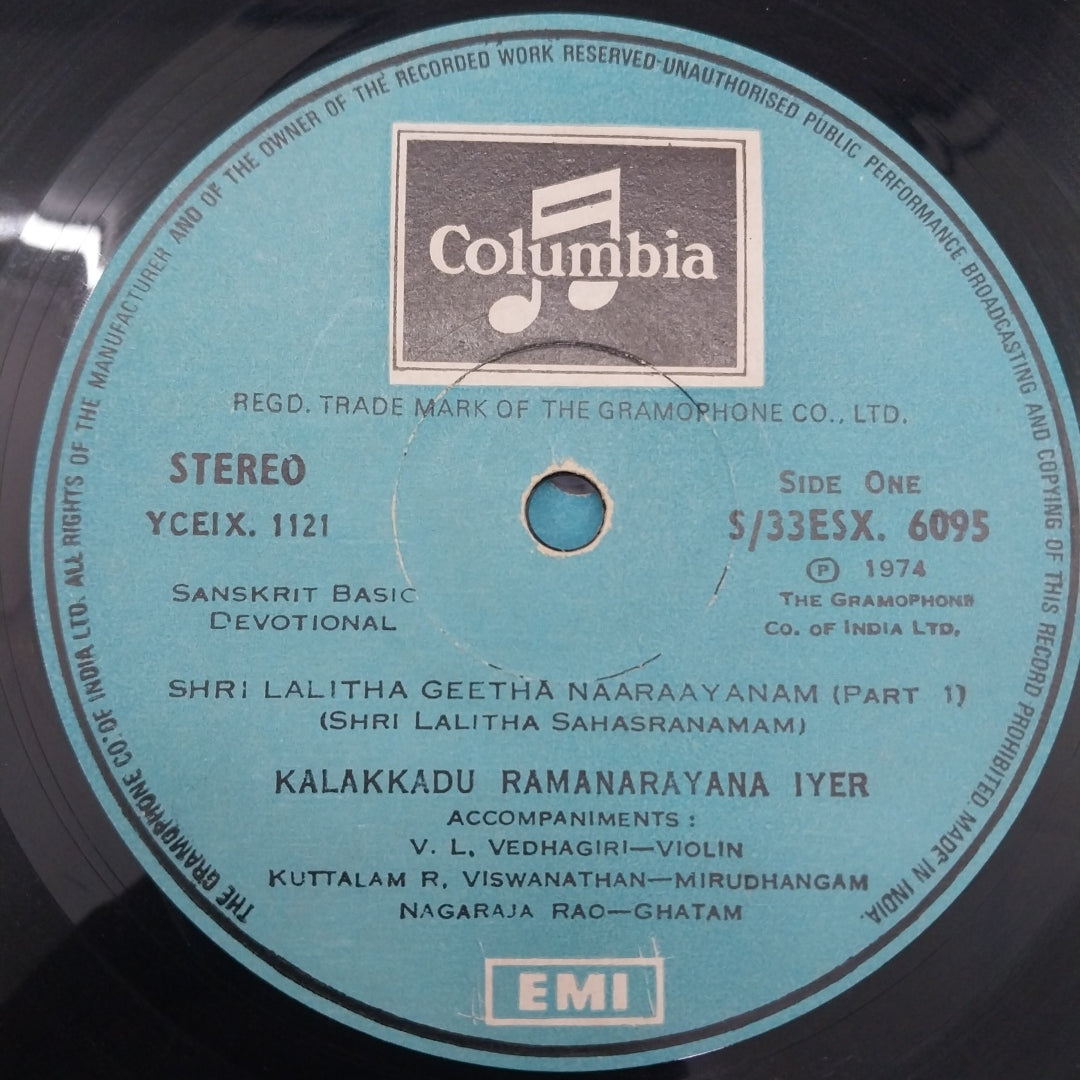 THE GRAMOPHONE CO. OF INDIA LTD. ALL RIGHTS OF THE MANUFACTURER AND OF THE OWNER OF THE RECORDED WORK RESERVED·UNAUTHORISED PUBLIC PERFORMANCE·BROADCASTING AND COPYING OF THIS RECORD PROHIBITED. MADE IN INDIA.
Columbia
REGD. TRADE MARK OF THE GRAMOPHONE CO., LTD.
STEREO
YCEIX. 1121
SANSKRIT BASIC
DEVOTIONAL
SIDE ONE
S/33ESX. 6095
Ⓟ 1974
THE GRAMOPHONE
CO. OF INDIA LTD.
SHRI LALITHA GEETHA NAARAAYANAM (PART 1)
(SHRI LALITHA SAHASRANAMAM)
KALAKKADU RAMANARAYANA IYER
ACCOMPANIMENTS :
V. L. VEDHAGIRI—VIOLIN
KUTTALAM R. VISWANATHAN—MIRUDHANGAM
NAGARAJA RAO—GHATAM
EMI